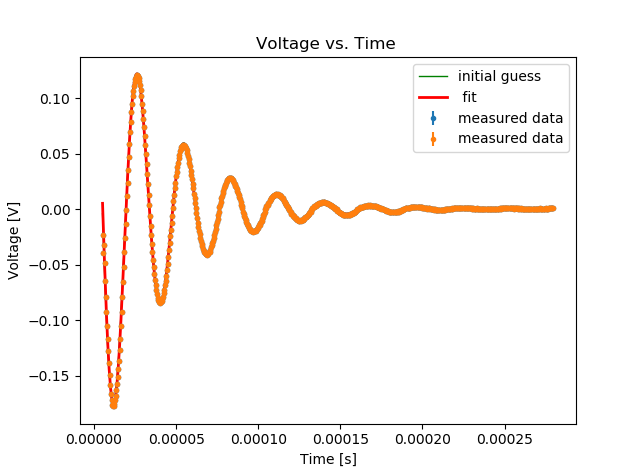 Voltage vs. Time
initial guess
fit
measured data
measured data
Voltage [V]
0.10
0.05
0.00
−0.05
−0.10
−0.15
0.00000 0.00005 0.00010 0.00015 0.00020 0.00025
Time [s]